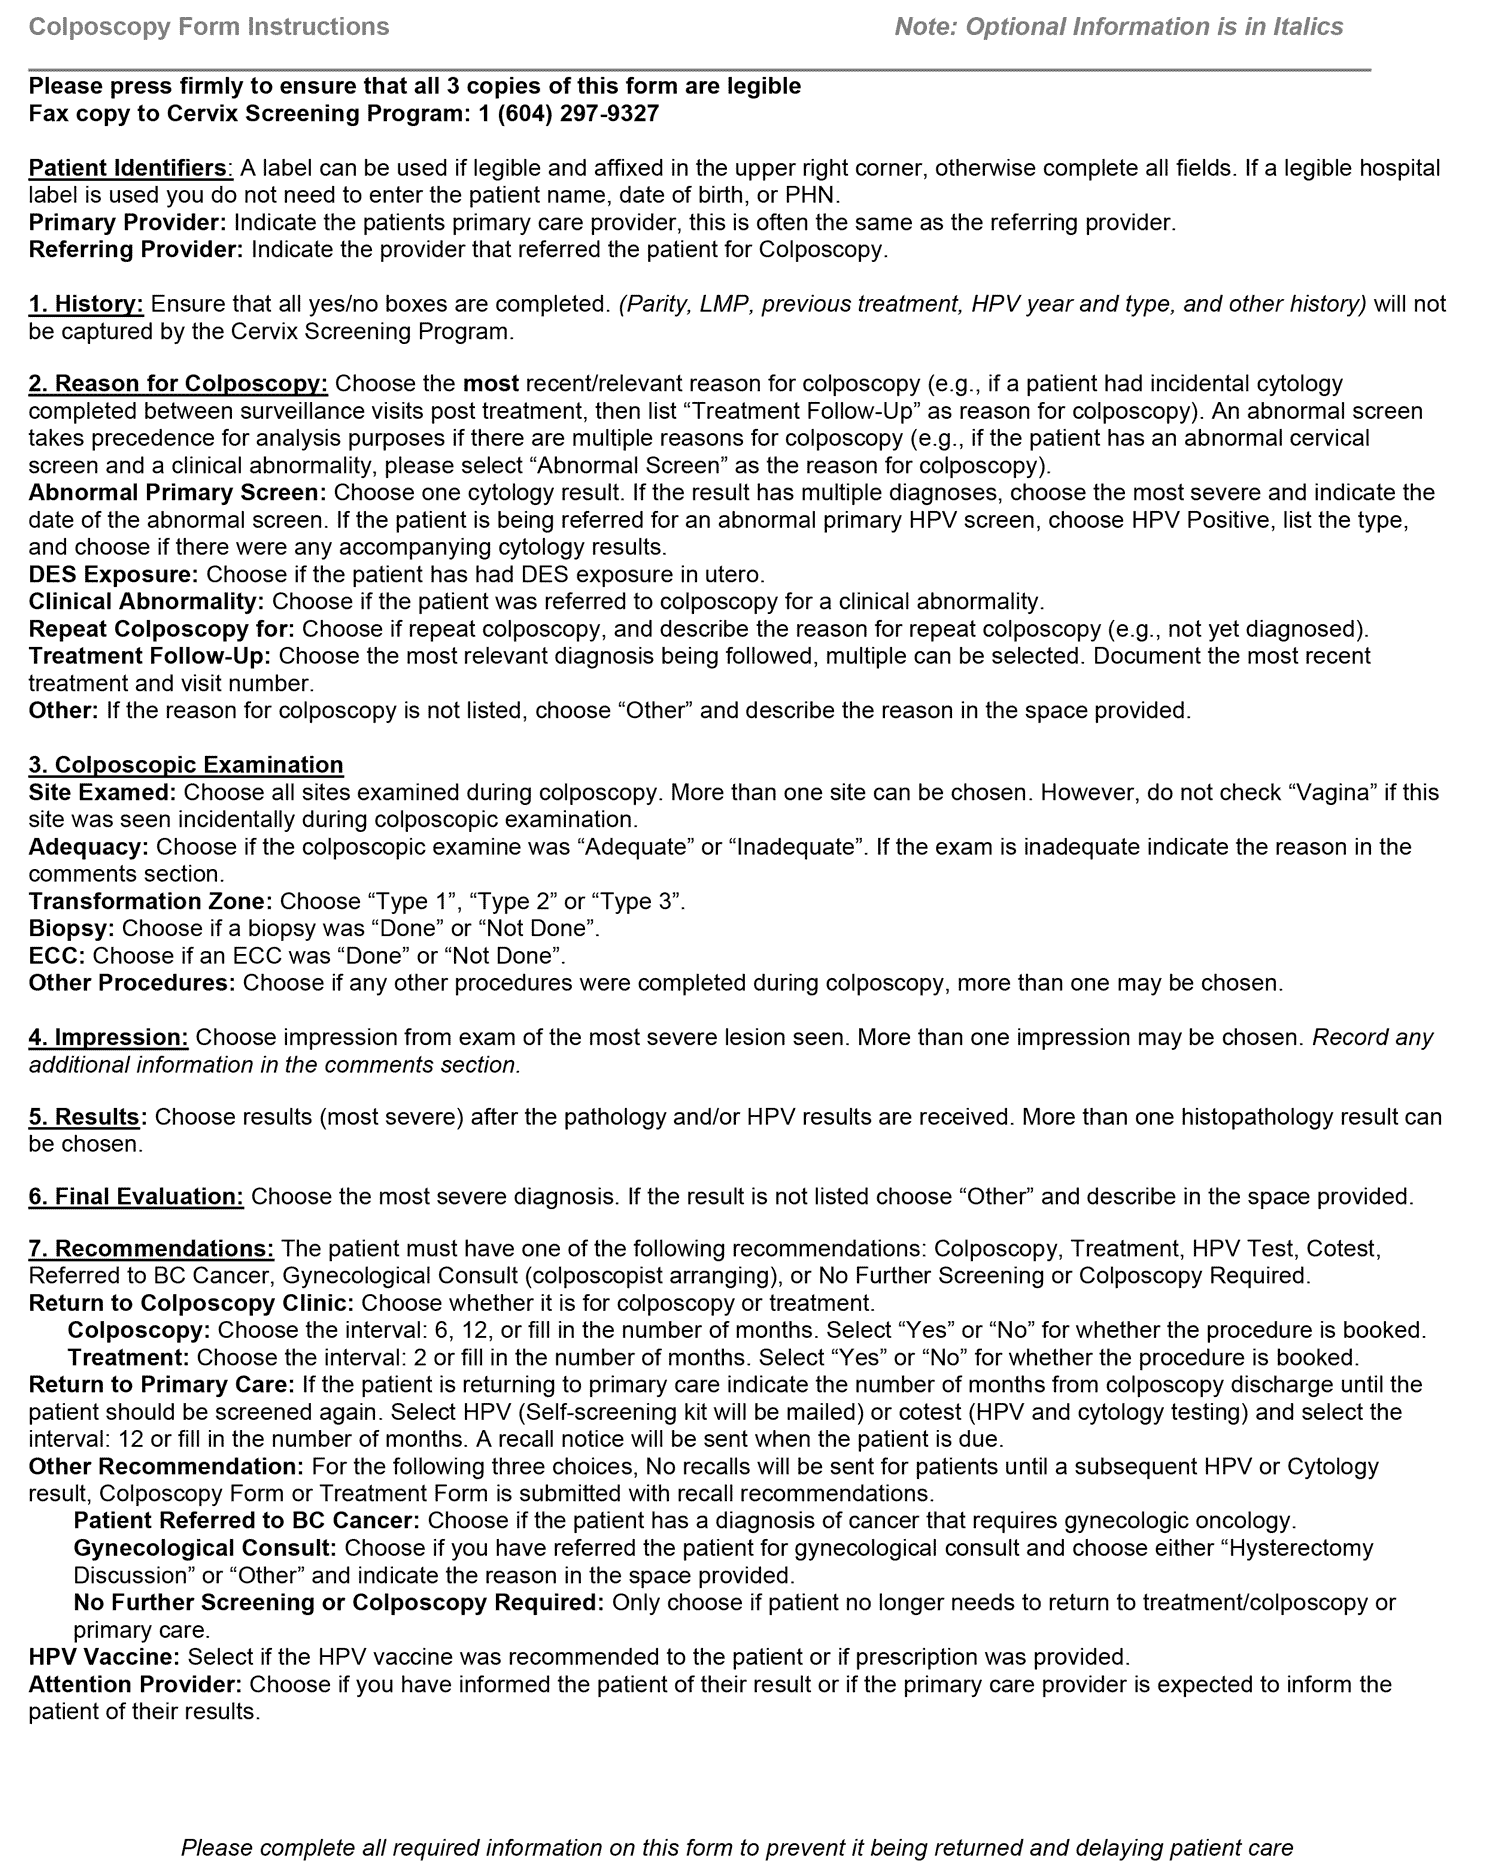 Colposcopy Form Instructions Note: Optional Information is in Italics
Please press firmly to ensure that all 3 copies of this form are legible
Fax copy to Cervix Screening Program: 1 (604) 297-9327
Patient Identifiers: A label can be used if legible and affixed in the upper right corner, otherwise complete all fields. If a legible hospital
label is used you do not need to enter the patient name, date of birth, or PHN.
Primary Provider: Indicate the patients primary care provider, this is often the same as the referring provider.
Referring Provider: Indicate the provider that referred the patient for Colposcopy.
1. History: Ensure that all yes/no boxes are completed. (Parity, LMP, previous treatment, HPV year and type, and other history) will not
be captured by the Cervix Screening Program.
2. Reason for Colposcopy: Choose the most recent/relevant reason for colposcopy (e.g., if a patient had incidental cytology
completed between surveillance visits post treatment, then list “Treatment Follow-Up” as reason for colposcopy). An abnormal screen
takes precedence for analysis purposes if there are multiple reasons for colposcopy (e.g., if the patient has an abnormal cervical
screen and a clinical abnormality, please select “Abnormal Screen” as the reason for colposcopy).
Abnormal Primary Screen: Choose one cytology result. If the result has multiple diagnoses, choose the most severe and indicate the
date of the abnormal screen. If the patient is being referred for an abnormal primary HPV screen, choose HPV Positive, list the type,
and choose if there were any accompanying cytology results.
DES Exposure: Choose if the patient has had DES exposure in utero.
Clinical Abnormality: Choose if the patient was referred to colposcopy for a clinical abnormality.
Repeat Colposcopy for: Choose if repeat colposcopy, and describe the reason for repeat colposcopy (e.g., not yet diagnosed).
Treatment Follow-Up: Choose the most relevant diagnosis being followed, multiple can be selected. Document the most recent
treatment and visit number.
Other: If the reason for colposcopy is not listed, choose “Other” and describe the reason in the space provided.
3. Colposcopic Examination
Site Examed: Choose all sites examined during colposcopy. More than one site can be chosen. However, do not check “Vagina” if this
site was seen incidentally during colposcopic examination.
Adequacy: Choose if the colposcopic examine was “Adequate” or “Inadequate”. If the exam is inadequate indicate the reason in the
comments section.
Transformation Zone: Choose “Type 1”, “Type 2” or “Type 3”.
Biopsy: Choose if a biopsy was “Done” or “Not Done”.
ECC: Choose if an ECC was “Done” or “Not Done”.
Other Procedures: Choose if any other procedures were completed during colposcopy, more than one may be chosen.
4. Impression: Choose impression from exam of the most severe lesion seen. More than one impression may be chosen. Record any
additional information in the comments section.
5. Results: Choose results (most severe) after the pathology and/or HPV results are received. More than one histopathology result can
be chosen.
6. Final Evaluation: Choose the most severe diagnosis. If the result is not listed choose “Other” and describe in the space provided.
7. Recommendations: The patient must have one of the following recommendations: Colposcopy, Treatment, HPV Test, Cotest,
Referred to BC Cancer, Gynecological Consult (colposcopist arranging), or No Further Screening or Colposcopy Required.
Return to Colposcopy Clinic: Choose whether it is for colposcopy or treatment.
Colposcopy: Choose the interval: 6, 12, or fill in the number of months. Select “Yes” or “No” for whether the procedure is booked.
Treatment: Choose the interval: 2 or fill in the number of months. Select “Yes” or “No” for whether the procedure is booked.
Return to Primary Care: If the patient is returning to primary care indicate the number of months from colposcopy discharge until the
patient should be screened again. Select HPV (Self-screening kit will be mailed) or cotest (HPV and cytology testing) and select the
interval: 12 or fill in the number of months. A recall notice will be sent when the patient is due.
Other Recommendation: For the following three choices, No recalls will be sent for patients until a subsequent HPV or Cytology
result, Colposcopy Form or Treatment Form is submitted with recall recommendations.
Patient Referred to BC Cancer: Choose if the patient has a diagnosis of cancer that requires gynecologic oncology.
Gynecological Consult: Choose if you have referred the patient for gynecological consult and choose either “Hysterectomy
Discussion” or “Other” and indicate the reason in the space provided.
No Further Screening or Colposcopy Required: Only choose if patient no longer needs to return to treatment/colposcopy or
primary care.
HPV Vaccine: Select if the HPV vaccine was recommended to the patient or if prescription was provided.
Attention Provider: Choose if you have informed the patient of their result or if the primary care provider is expected to inform the
patient of their results.
Please complete all required information on this form to prevent it being returned and delaying patient care